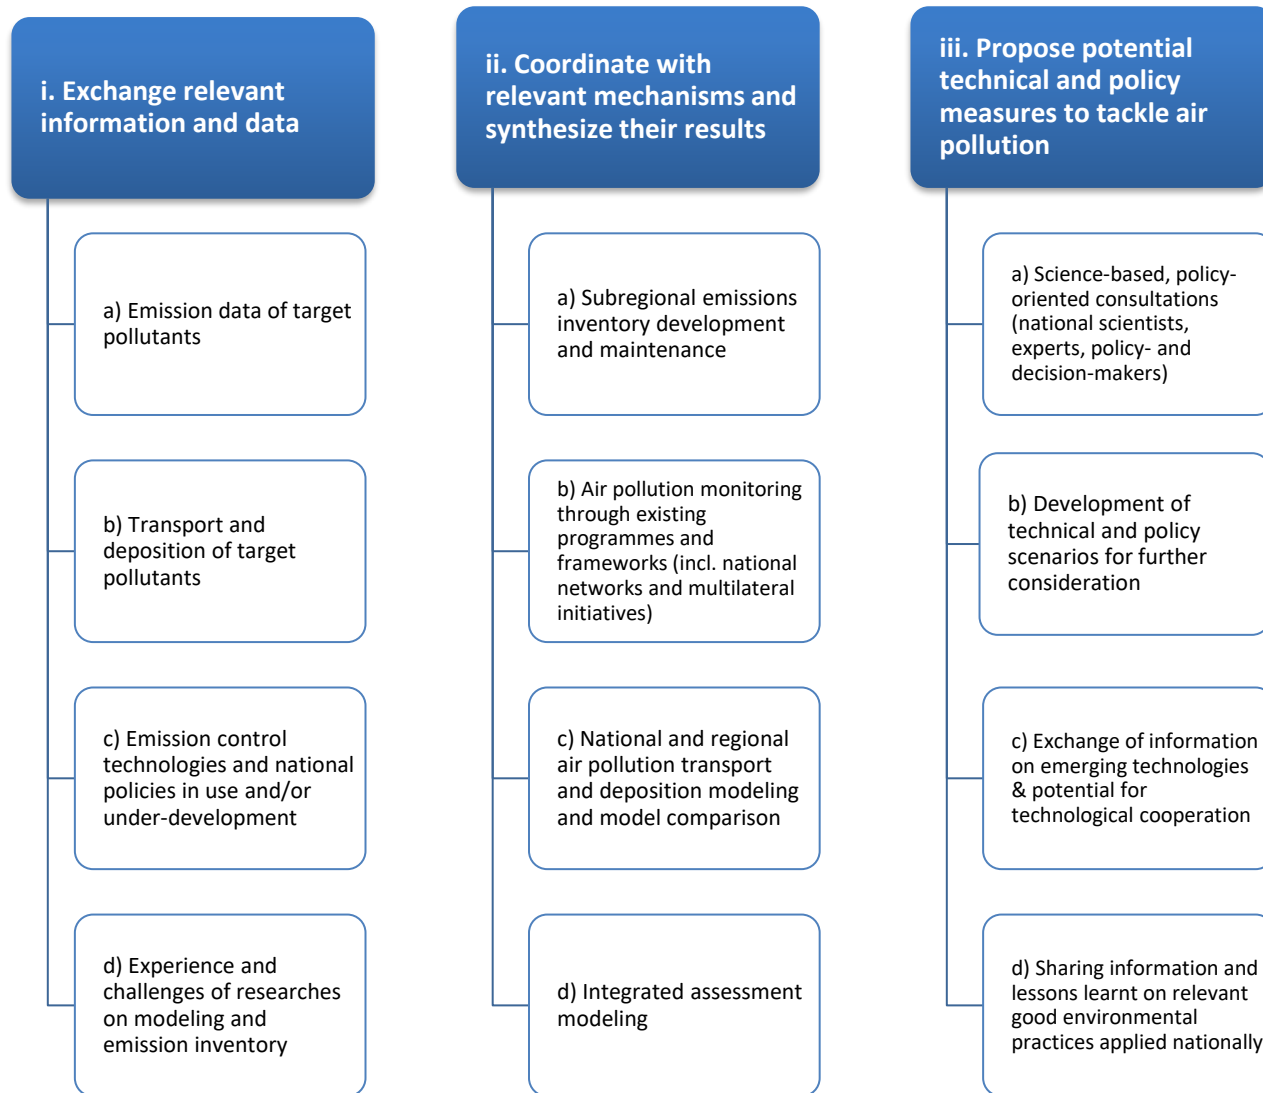 i. Exchange relevant
information and data
a) Emission data of target
pollutants
b) Transport and
deposition of target
pollutants
c) Emission control
technologies and national
policies in use and/or
under-development
d) Experience and
challenges of researches
on modeling and
emission inventory
ii. Coordinate with
relevant mechanisms and
synthesize their results
a) Subregional emissions
inventory development
and maintenance
b) Air pollution monitoring
through existing
programmes and
frameworks (incl. national
networks and multilateral
initiatives)
c) National and regional
air pollution transport
and deposition modeling
and model comparison
d) Integrated assessment
modeling
iii. Propose potential
technical and policy
measures to tackle air
pollution
a) Science-based, policy-
oriented consultations
(national scientists,
experts, policy- and
decision-makers)
b) Development of
technical and policy
scenarios for further
consideration
c) Exchange of information
on emerging technologies
& potential for
technological cooperation
d) Sharing information and
lessons learnt on relevant
good environmental
practices applied nationally